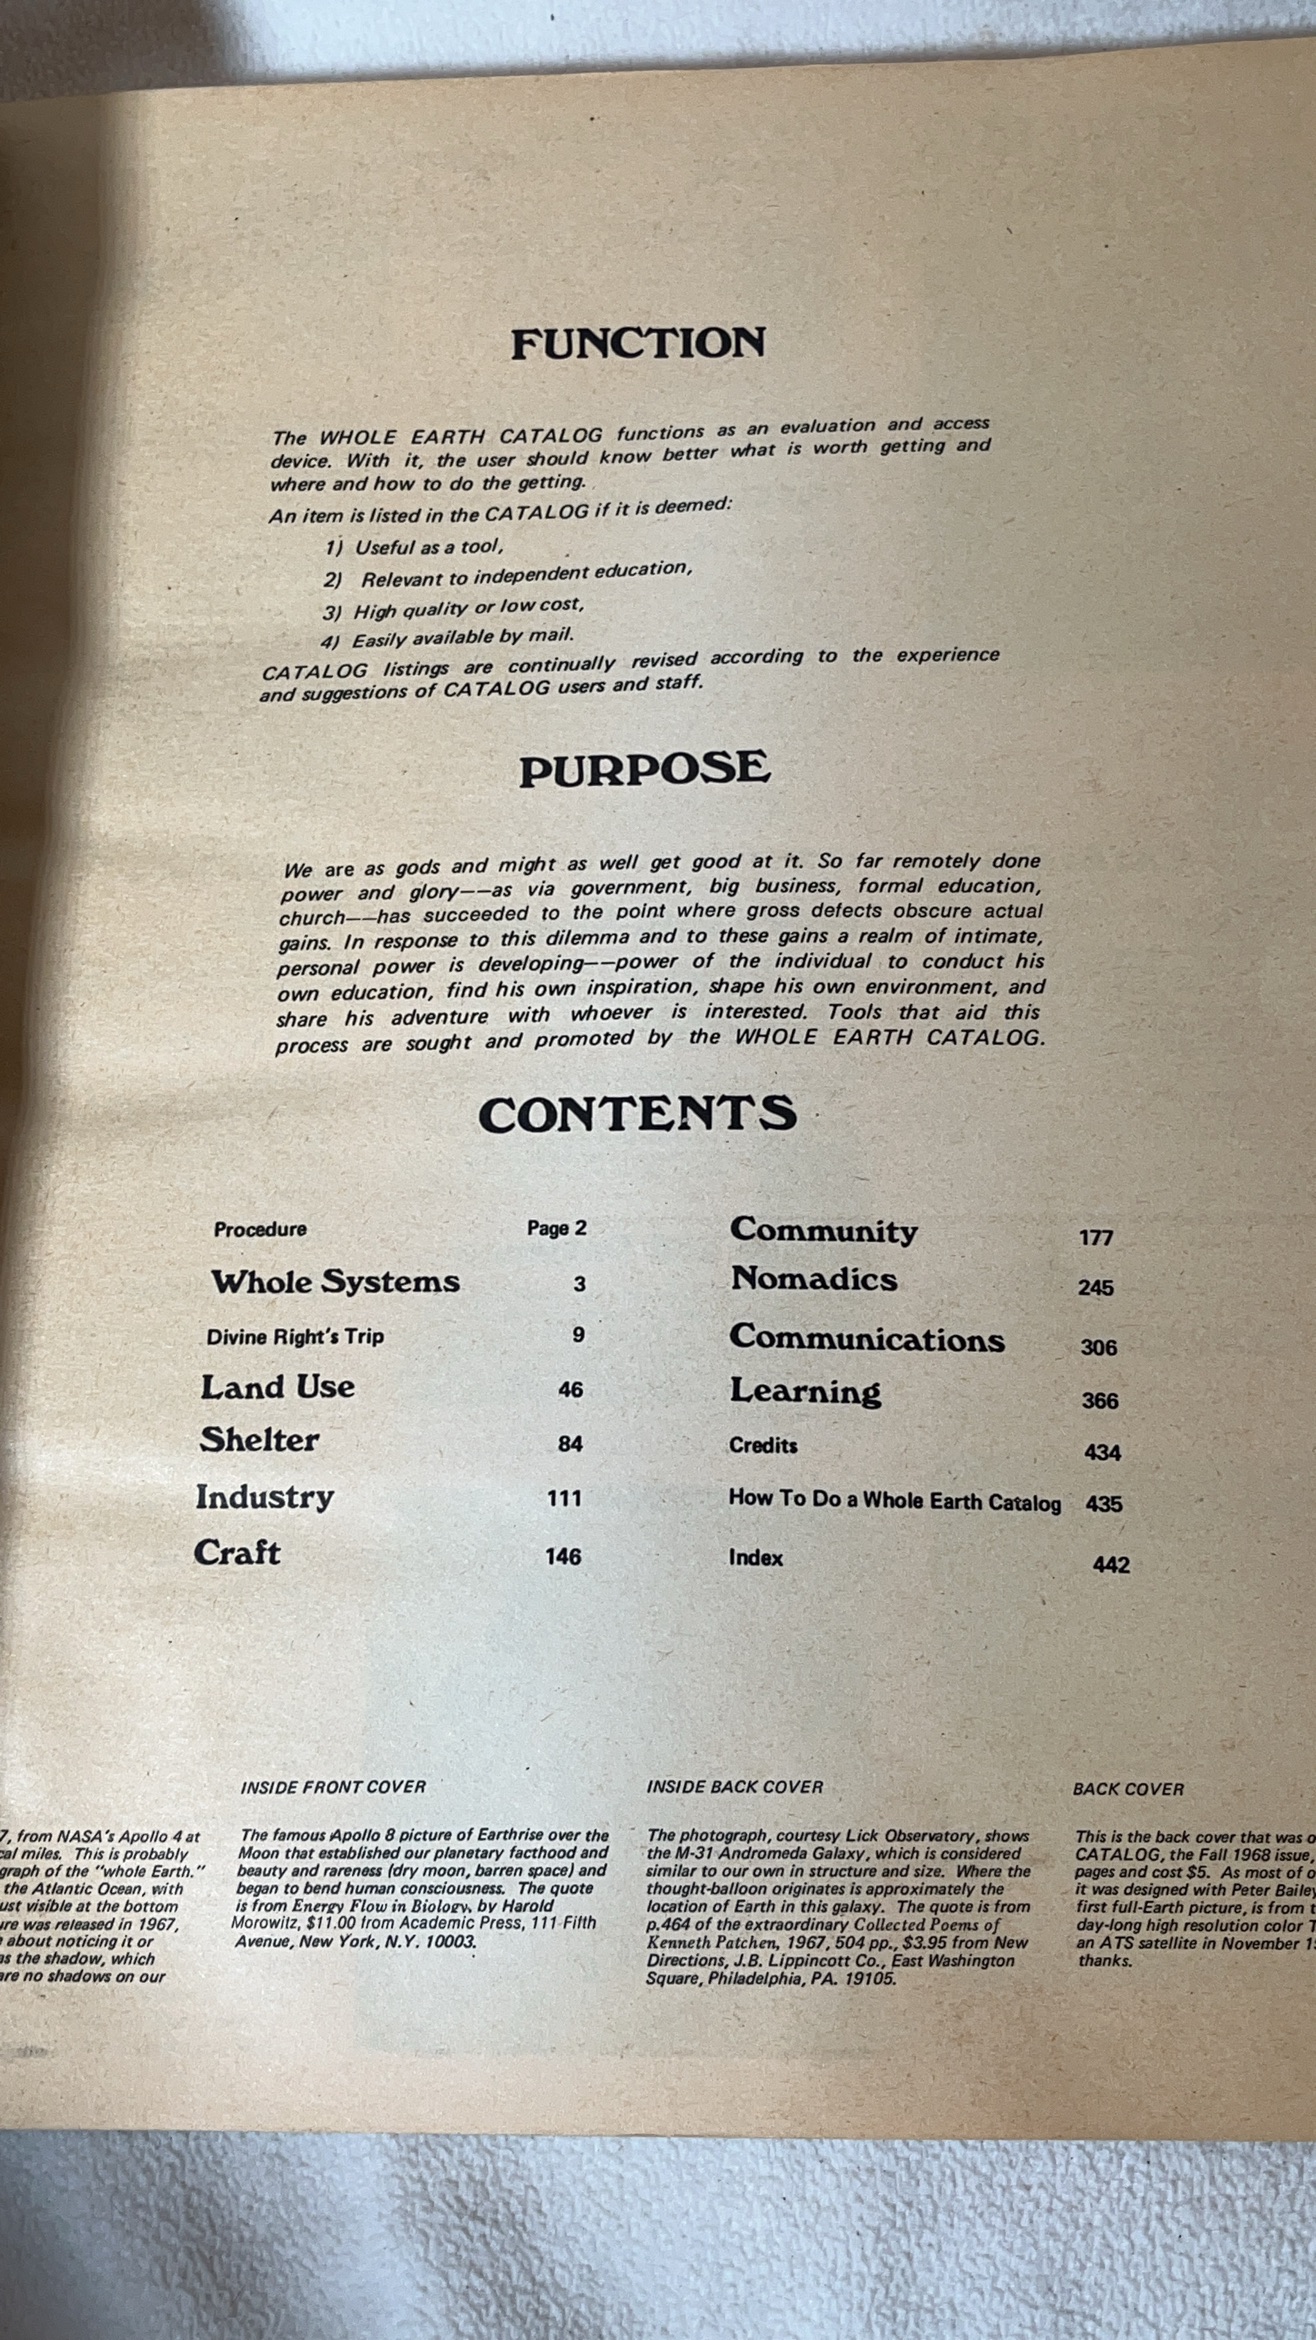 FUNCTION
The WHOLE EARTH CATALOG functions as an evaluation and access
device. With it, the user should know better what is worth getting and
where and how to do the getting.
An item is listed in the CATALOG if it is deemed:
1) Useful as a tool,
2) Relevant to independent education,
3) High quality or low cost,
4) Easily available by mail.
CATALOG listings are continually revised according to the experience
and suggestions of CATALOG users and staff.
PURPOSE
We are as gods and might as well get good at it. So far remotely done
power and glory——as via government, big business, formal education,
church——has succeeded to the point where gross defects obscure actual
gains. In response to this dilemma and to these gains a realm of intimate,
personal power is developing——power of the individual to conduct his
own education, find his own inspiration, shape his own environment, and
share his adventure with whoever is interested. Tools that aid this
process are sought and promoted by the WHOLE EARTH CATALOG.
CONTENTS
Procedure Page 2
Whole Systems 3
Divine Right's Trip 9
Land Use 46
Shelter 84
Industry 111
Craft 146
Community 177
Nomadics 245
Communications 306
Learning 366
Credits 434
How To Do a Whole Earth Catalog 435
Index 442
7, from NASA's Apollo 4 at
miles. This is probably
of the "whole Earth."
the Atlantic Ocean, with
visible at the bottom
was released in 1967,
about noticing it or
the shadow, which
no shadows on our
INSIDE FRONT COVER
The famous Apollo 8 picture of Earthrise over the
Moon that established our planetary facthood and
beauty and rareness (dry moon, barren space) and
began to bend human consciousness. The quote
is from Energy Flow in Biology, by Harold
Morowitz, $11.00 from Academic Press, 111 Fifth
Avenue, New York, N.Y. 10003.
INSIDE BACK COVER
The photograph, courtesy Lick Observatory, shows
the M-31 Andromeda Galaxy, which is considered
similar to our own in structure and size. Where the
thought-balloon originates is approximately the
location of Earth in this galaxy. The quote is from
p.464 of the extraordinary Collected Poems of
Kenneth Patchen, 1967, 504 pp., $3.95 from New
Directions, J.B. Lippincott Co., East Washington
Square, Philadelphia, PA. 19105.
BACK COVER
This is the back cover that was
CATALOG, the Fall 1968 issue,
pages and cost $5. As most of
it was designed with Peter Bailey
first full-Earth picture, is from
day-long high resolution color
an ATS satellite in November
thanks.